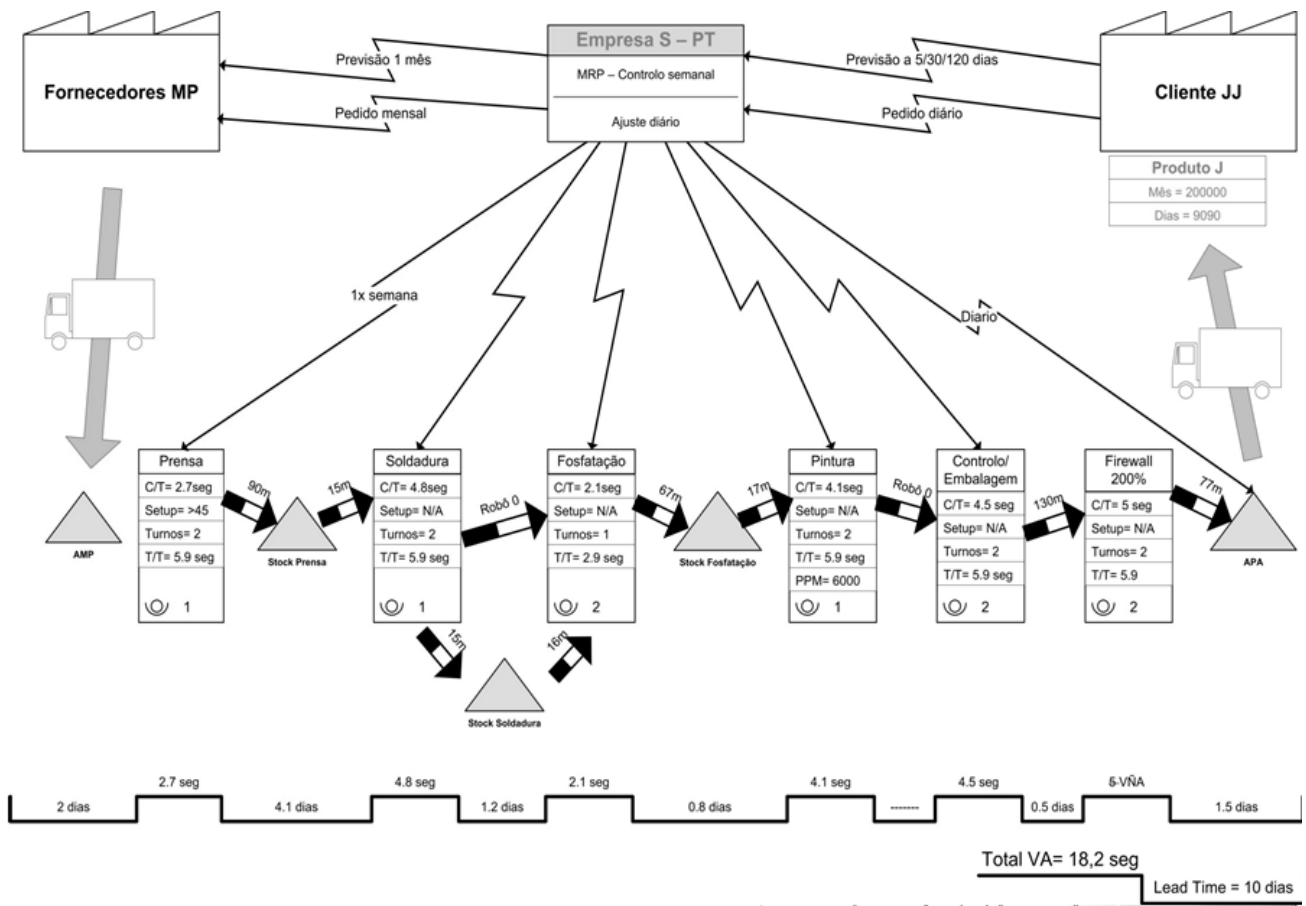 Fornecedores MP
Previsão 1 mês
Pedido mensal
Empresa S – PT
MRP – Controlo semanal
Ajuste diário
Previsão a 5/30/120 dias
Pedido diário
Cliente JJ
Produto J
Mês = 200000
Dias = 9090
1x semana
Diario
AMP
Prensa
C/T= 2.7seg
Setup= >45
Turnos= 2
T/T= 5.9 seg
1
90m
Stock Prensa
15m
Soldadura
C/T= 4.8seg
Setup= N/A
Turnos= 2
T/T= 5.9 seg
1
Robô 0
15m
Stock Soldadura
16m
Fosfatação
C/T= 2.1seg
Setup= N/A
Turnos= 1
T/T= 2.9 seg
2
67m
Stock Fosfatação
17m
Pintura
C/T= 4.1seg
Setup= N/A
Turnos= 2
T/T= 5.9 seg
PPM= 6000
1
Robô 0
Controlo/
Embalagem
C/T= 4.5 seg
Setup= N/A
Turnos= 2
T/T= 5.9 seg
2
130m
Firewall
200%
C/T= 5 seg
Setup= N/A
Turnos= 2
T/T= 5.9
2
77m
APA
2 dias
2.7 seg
4.1 dias
4.8 seg
1.2 dias
2.1 seg
0.8 dias
4.1 seg
-------
4.5 seg
0.5 dias
5 VÑA
1.5 dias
Total VA= 18,2 seg
Lead Time = 10 dias